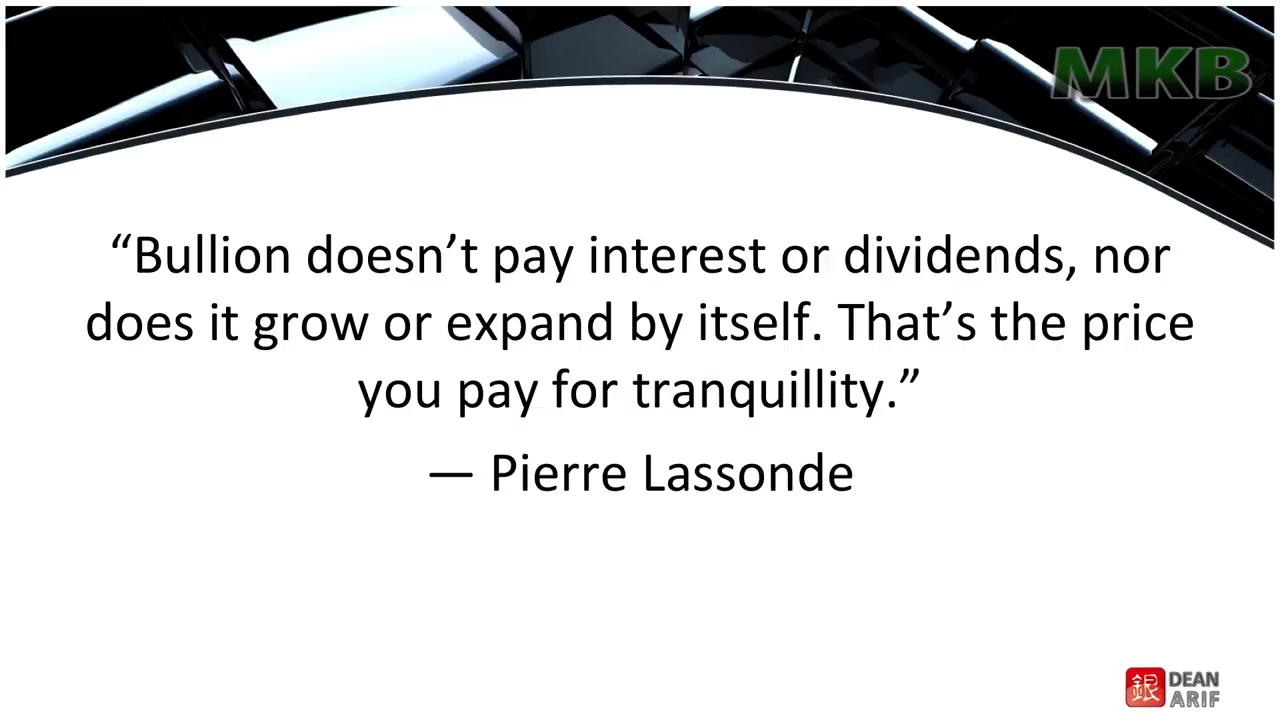 MKB
“Bullion doesn’t pay interest or dividends, nor
does it grow or expand by itself. That’s the price
you pay for tranquillity.”
— Pierre Lassonde
銀 DEAN
ARIF